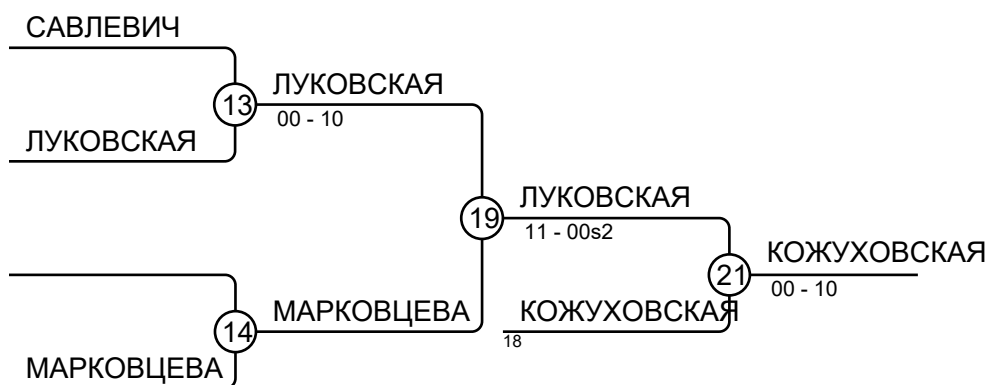 САВЛЕВИЧ
13
ЛУКОВСКАЯ
00 - 10
ЛУКОВСКАЯ
19
ЛУКОВСКАЯ
11 - 00s2
21
КОЖУХОВСКАЯ
00 - 10
14
МАРКОВЦЕВА
КОЖУХОВСКАЯ
18
МАРКОВЦЕВА